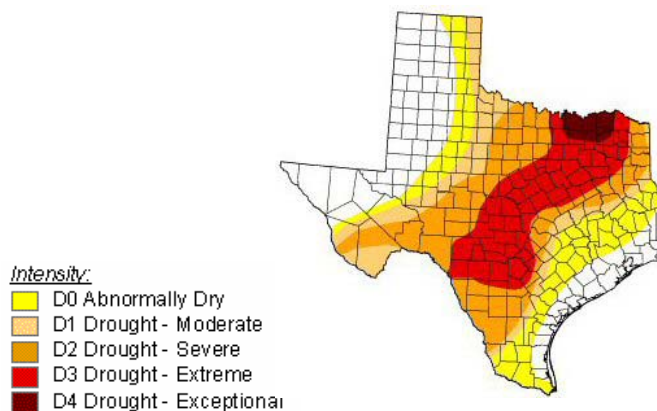 Intensity:
D0 Abnormally Dry
D1 Drought - Moderate
D2 Drought - Severe
D3 Drought - Extreme
D4 Drought - Exceptional